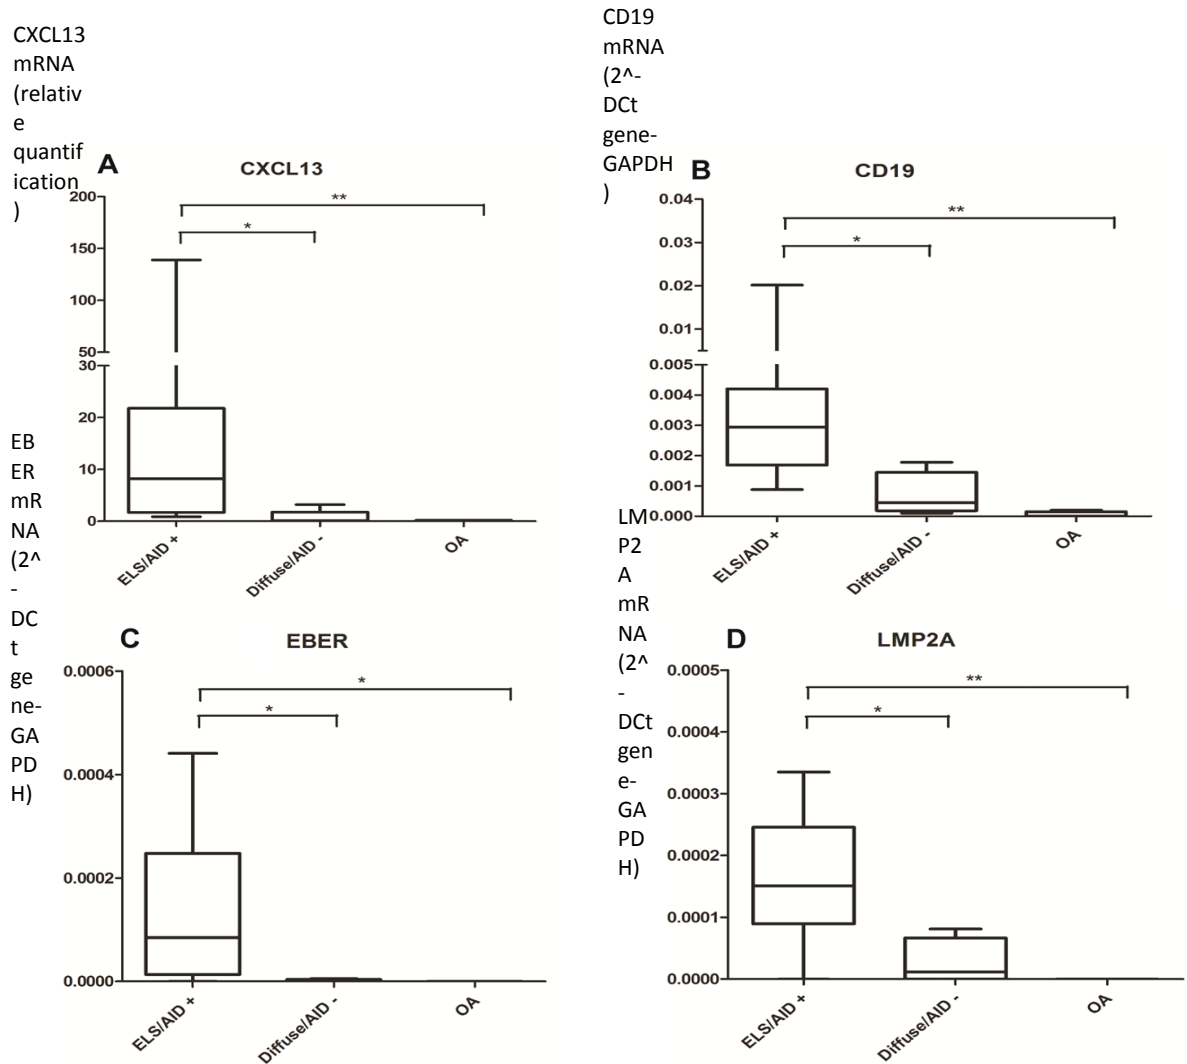 CXCL13
mRNA
(relativ
e
quantif
ication
)
A
CXCL13
200
150
100
50
30
20
10
0
**
*
ELS/AID +
Diffuse/AID -
OA
CD19
mRNA
(2^-
DCt
gene-
GAPDH
)
B
CD19
0.04
0.03
0.02
0.01
0.005
0.004
0.003
0.002
0.001
0.000
**
*
ELS/AID +
Diffuse/AID -
OA
EB
ER
mR
NA
(2^
-
DC
t
ge
ne-
GA
PD
H)
C
EBER
0.0006
0.0004
0.0002
0.0000
*
*
ELS/AID +
Diffuse/AID -
OA
LM
P2
A
mR
NA
(2^
-
DCt
gen
e-
GA
PD
H)
D
LMP2A
0.0005
0.0004
0.0003
0.0002
0.0001
0.0000
**
*
ELS/AID +
Diffuse/AID -
OA